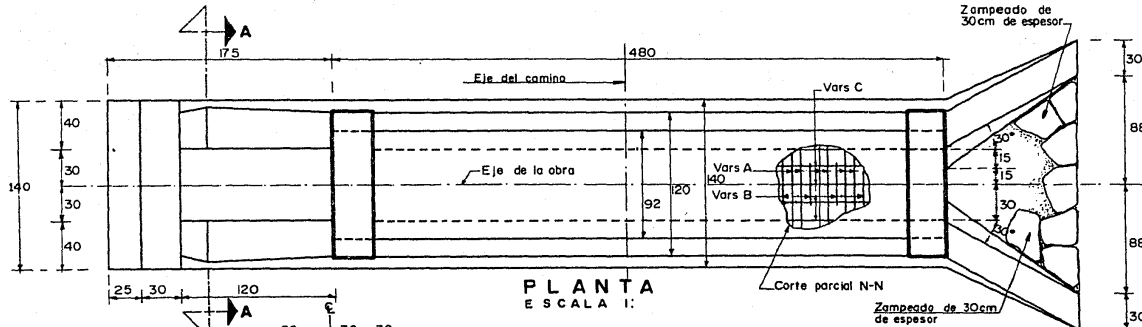 Zampeado de
30cm de espesor
A
175
480
Eje del camino
Vars C
30
40
30
140
30
40
Eje de la obra
92
120
140
Vars A
Vars B
30°
15
15
30
30°
88
88
30
25
30
120
A
PLANTA
ESCALA 1:
Corte parcial N-N
Zampeado de 30cm
de espesor